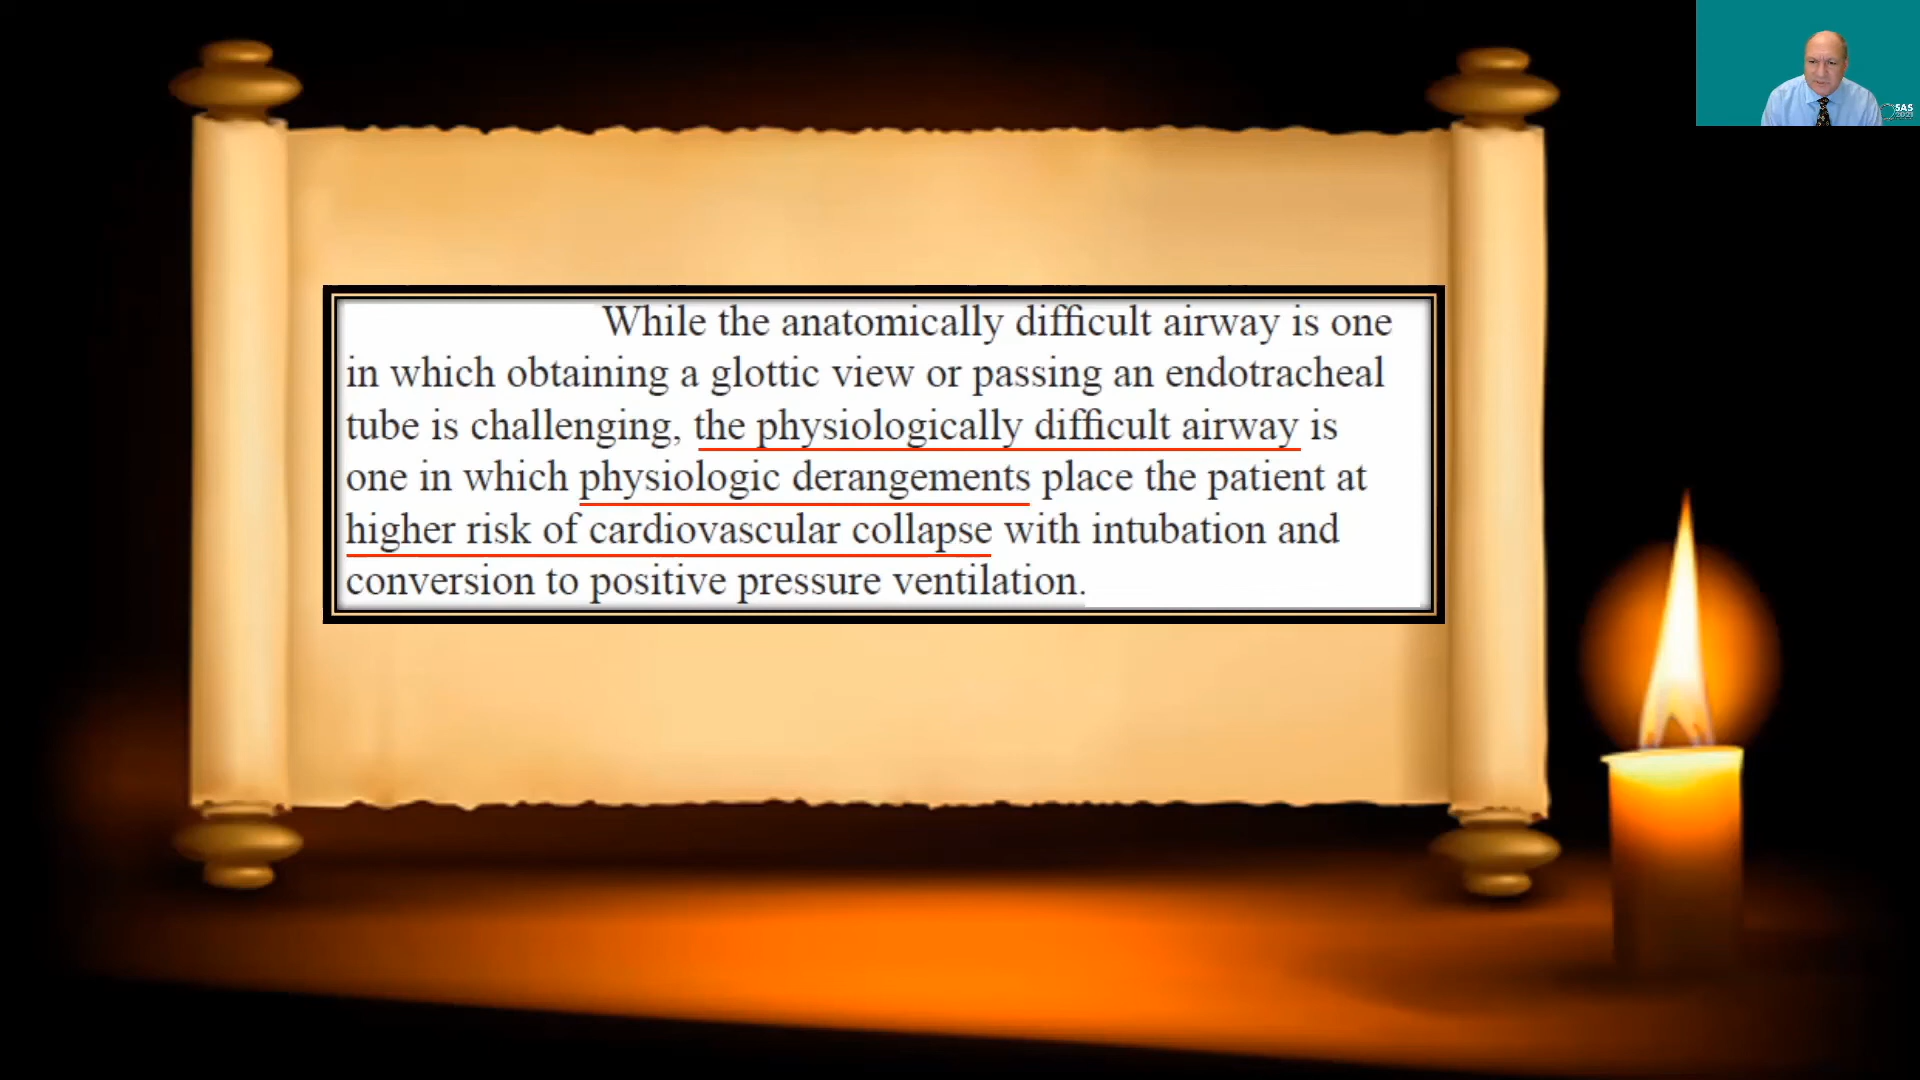 While the anatomically difficult airway is one
in which obtaining a glottic view or passing an endotracheal
tube is challenging, the physiologically difficult airway is
one in which physiologic derangements place the patient at
higher risk of cardiovascular collapse with intubation and
conversion to positive pressure ventilation.
SAS
2021